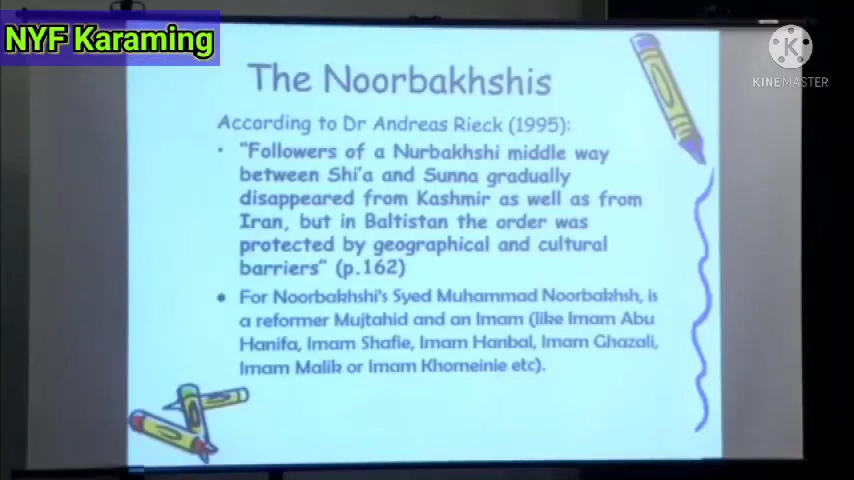 NYF Karaming
K
KINEMASTER
The Noorbakhshis
According to Dr Andreas Rieck (1995):
• "Followers of a Nurbakhshi middle way
between Shi'a and Sunna gradually
disappeared from Kashmir as well as from
Iran, but in Baltistan the order was
protected by geographical and cultural
barriers" (p.162)
• For Noorbakhshi's Syed Muhammad Noorbakhsh, is
a reformer Mujtahid and an Imam (like Imam Abu
Hanifa, Imam Shafie, Imam Hanbal, Imam Ghazali,
Imam Malik or Imam Khomeinie etc).